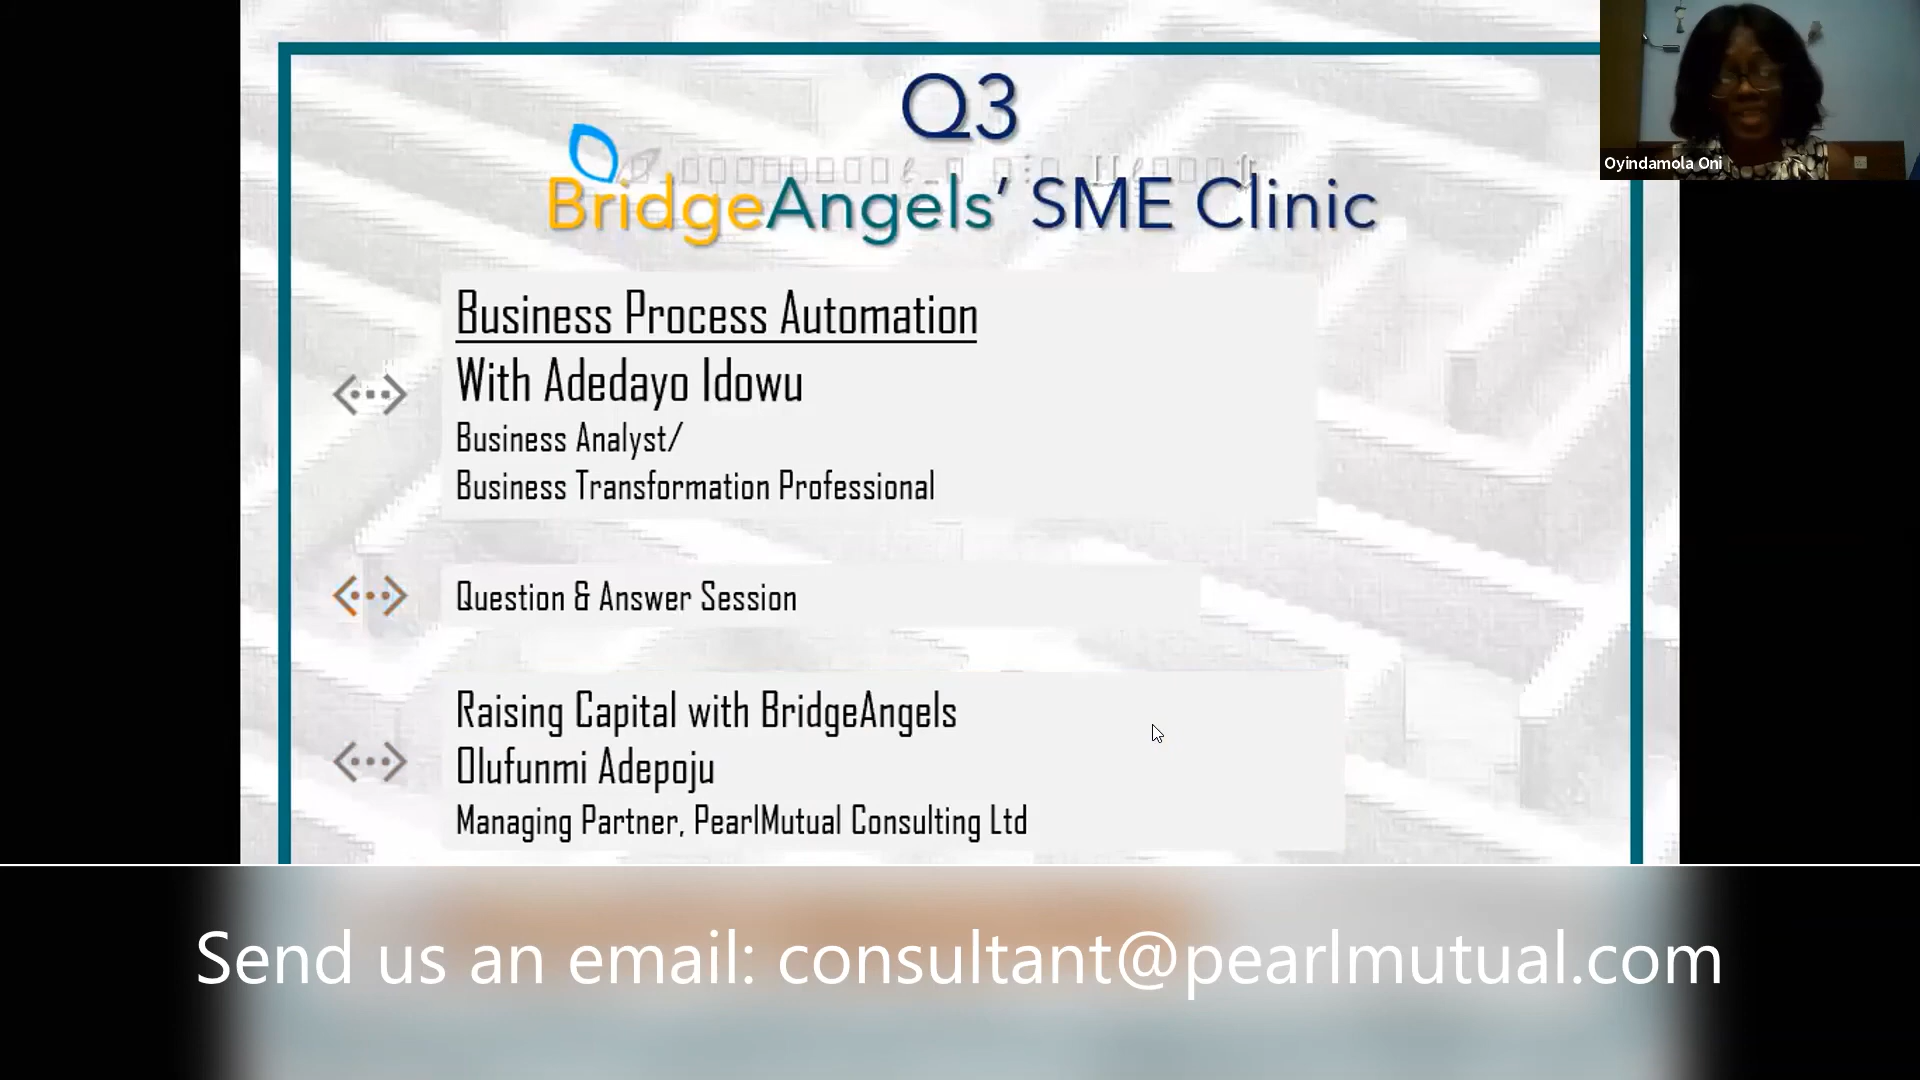 Q3
BridgeAngels’ SME Clinic
Oyindamola Oni
Business Process Automation
With Adedayo Idowu
Business Analyst/
Business Transformation Professional
Question & Answer Session
Raising Capital with BridgeAngels
Olufunmi Adepoju
Managing Partner, PearlMutual Consulting Ltd
Send us an email: consultant@pearlmutual.com